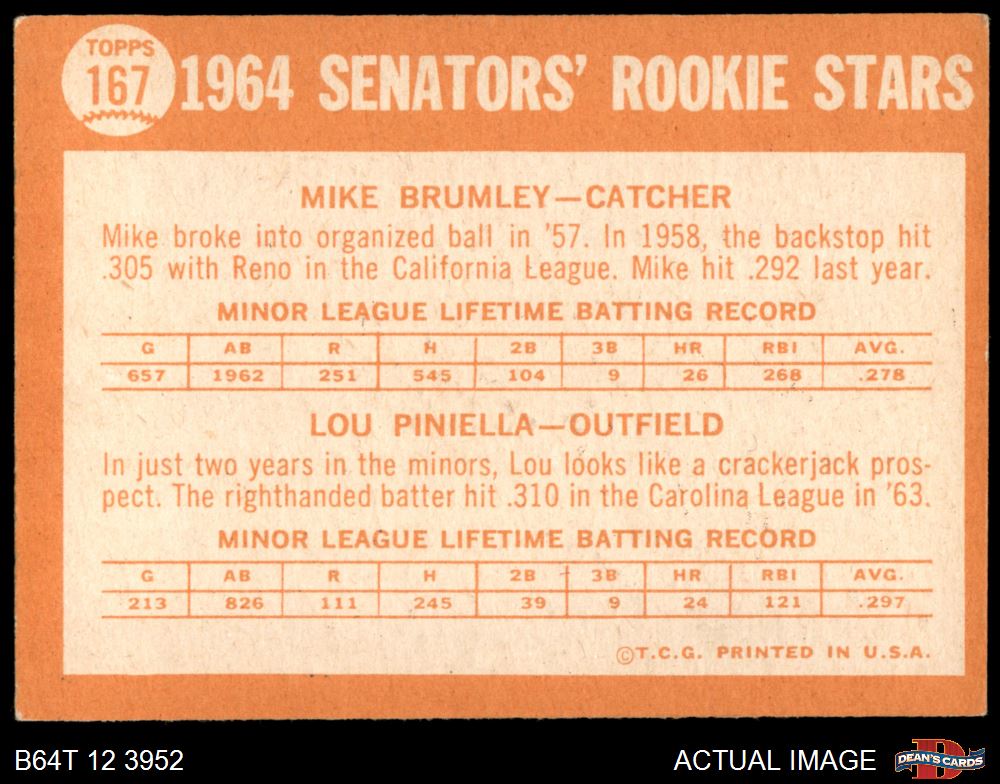 TOPPS
167
1964 SENATORS' ROOKIE STARS
MIKE BRUMLEY—CATCHER
Mike broke into organized ball in '57. In 1958, the backstop hit
.305 with Reno in the California League. Mike hit .292 last year.
MINOR LEAGUE LIFETIME BATTING RECORD
G AB R H 2B 3B HR RBI AVG.
657 1962 251 545 104 9 26 268 .278
LOU PINIELLA—OUTFIELD
In just two years in the minors, Lou looks like a crackerjack pros-
pect. The righthanded batter hit .310 in the Carolina League in '63.
MINOR LEAGUE LIFETIME BATTING RECORD
G AB R H 2B 3B HR RBI AVG.
213 826 111 245 39 9 24 121 .297
©T.C.G. PRINTED IN U.S.A.
B64T 12 3952
ACTUAL IMAGE
D
DEAN'S CARDS